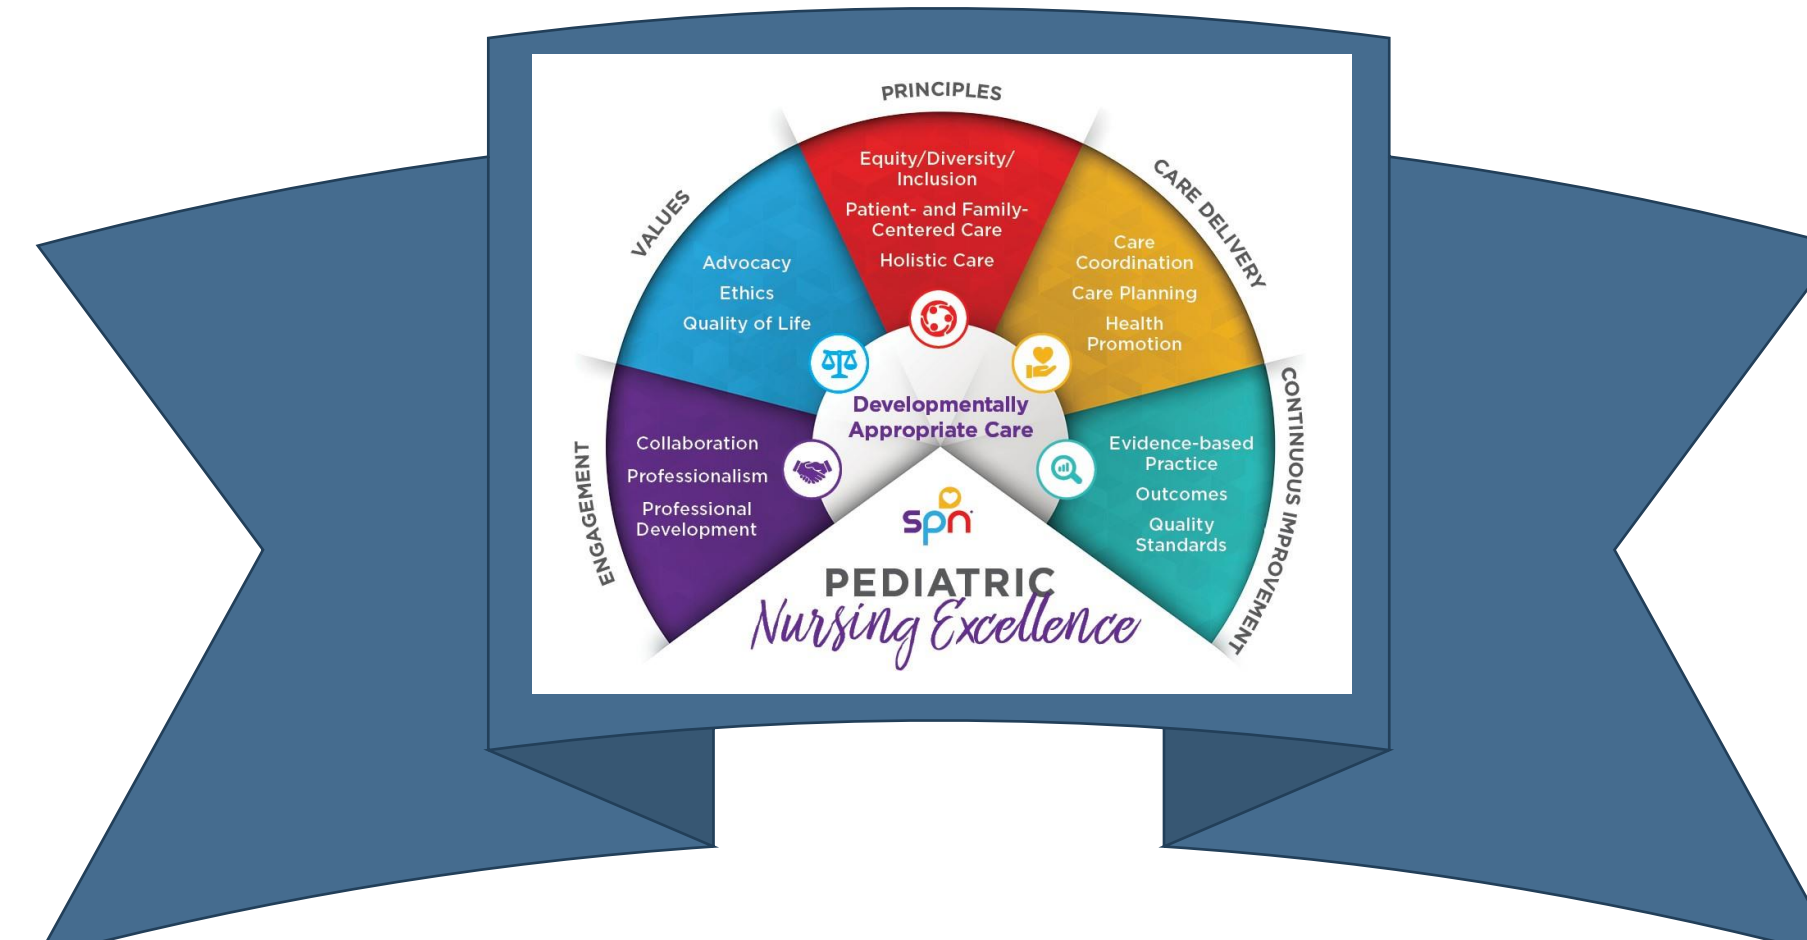 PRINCIPLES
Equity/Diversity/
Inclusion
Patient- and Family-
Centered Care
Holistic Care
VALUES
Advocacy
Ethics
Quality of Life
CARE DELIVERY
Care
Coordination
Care Planning
Health
Promotion
ENGAGEMENT
Collaboration
Professionalism
Professional
Development
Developmentally
Appropriate Care
CONTINUOUS IMPROVEMENT
Evidence-based
Practice
Outcomes
Quality
Standards
spn
PEDIATRIC
Nursing Excellence